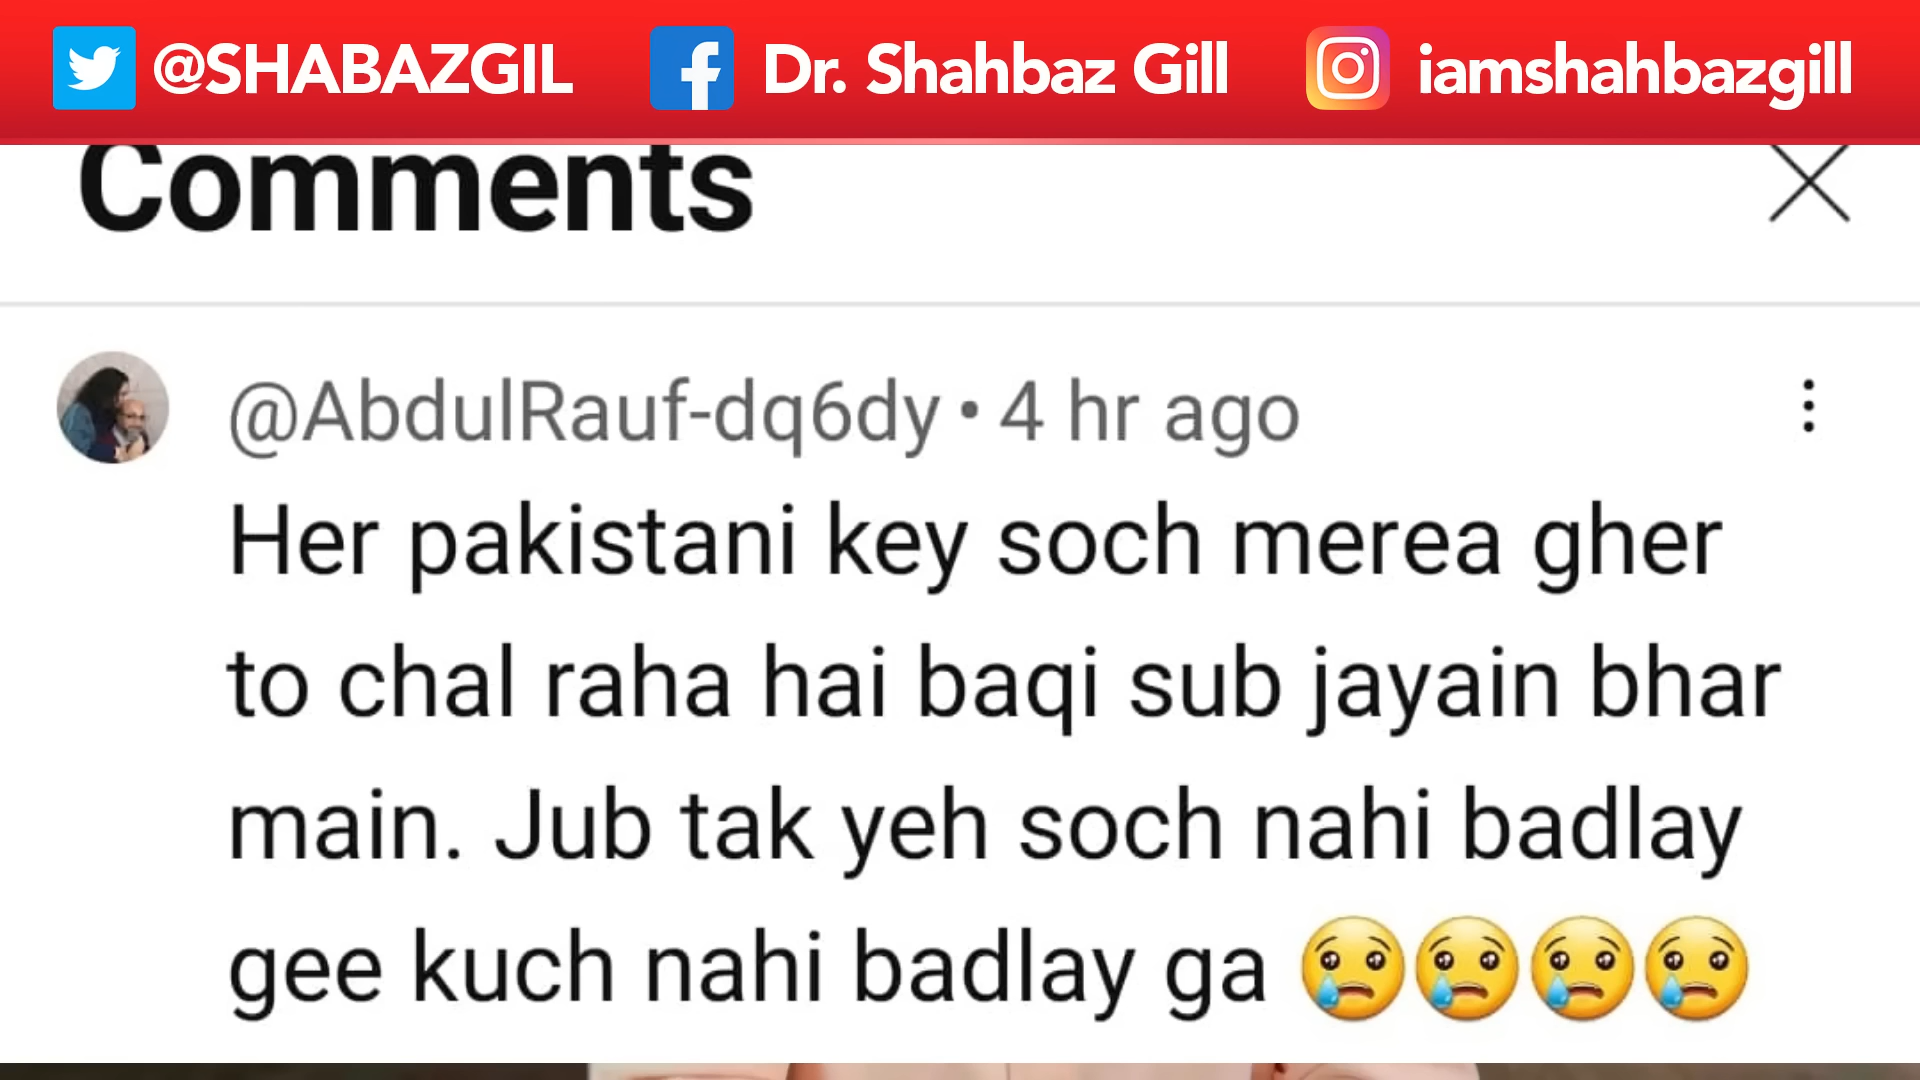 @SHABAZGIL Dr. Shahbaz Gill iamshahbazgill
Comments
@AbdulRauf-dq6dy • 4 hr ago
Her pakistani key soch merea gher
to chal raha hai baqi sub jayain bhar
main. Jub tak yeh soch nahi badlay
gee kuch nahi badlay ga 😢😢😢😢